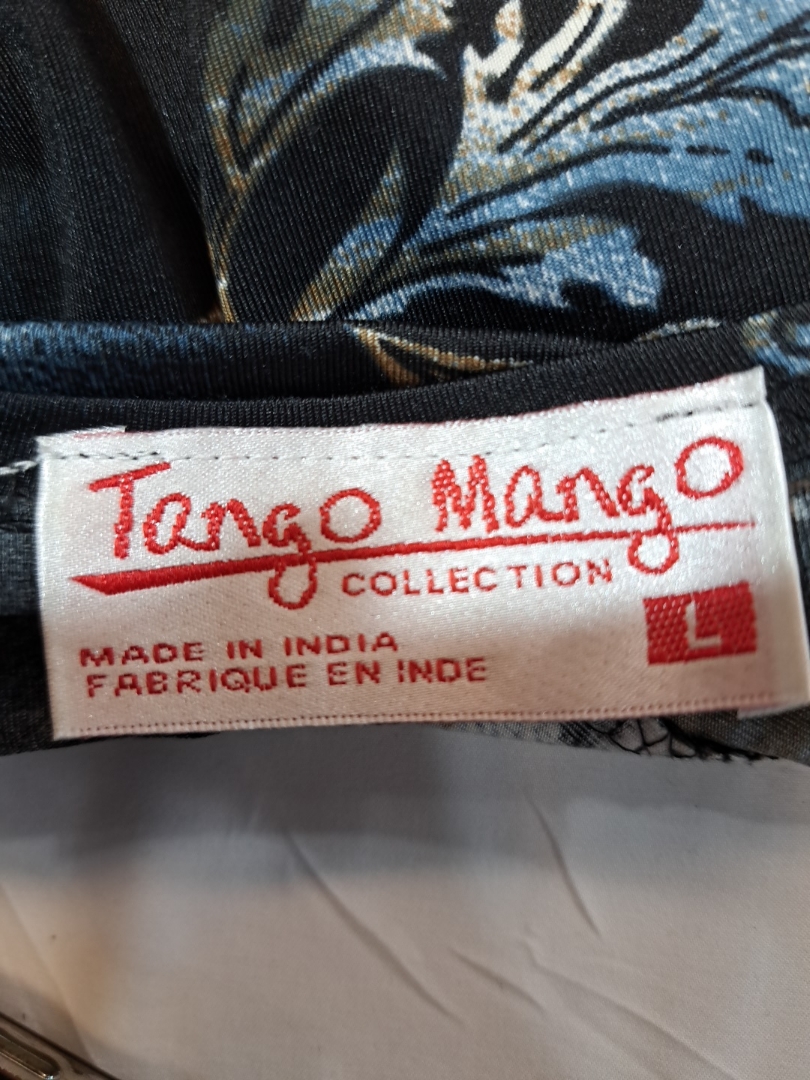 Tango Mango
COLLECTION
L
MADE IN INDIA
FABRIQUE EN INDE